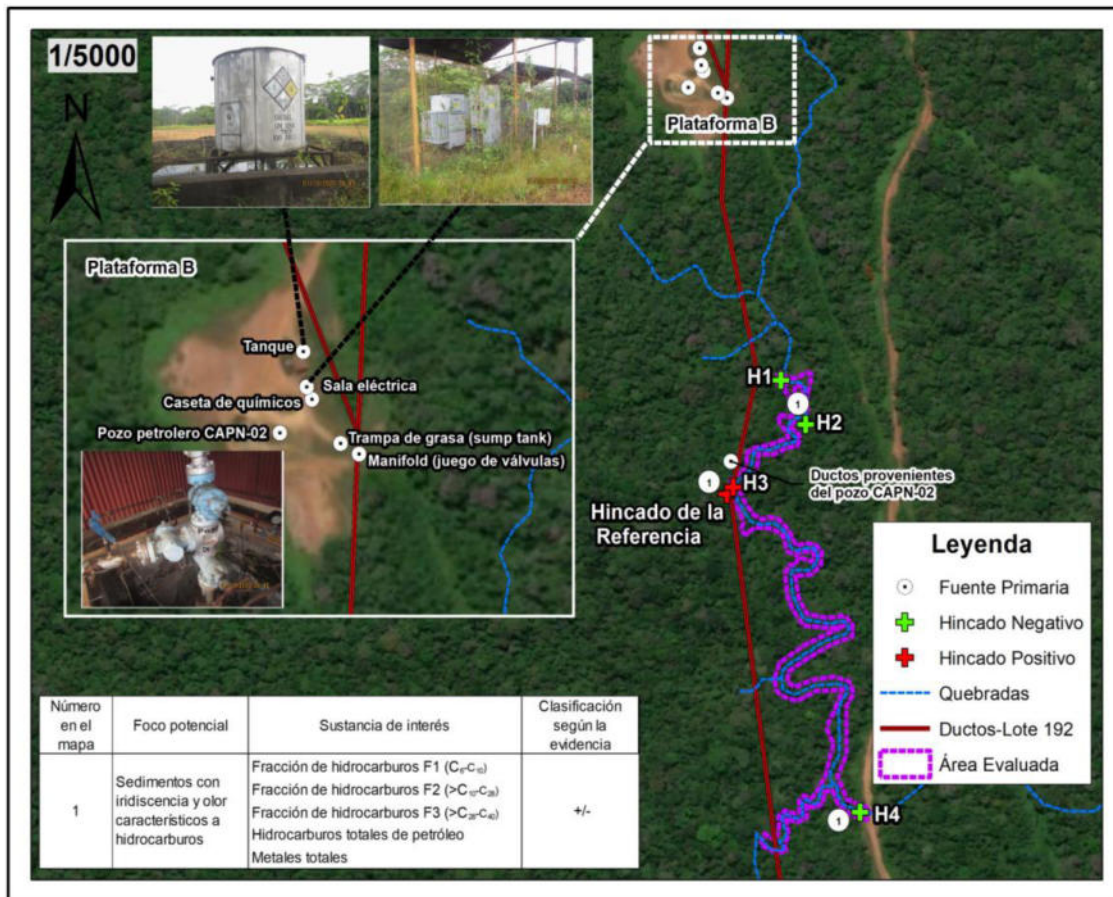 1/5000
N
Plataforma B
Plataforma B
Tanque
Sala eléctrica
Caseta de químicos
Pozo petrolero CAPN-02
Trampa de grasa (sump tank)
Manifold (juego de válvulas)
H1
1
H2
Ductos provenientes
del pozo CAPN-02
1
H3
Hincado de la
Referencia
1
H4
Leyenda
Fuente Primaria
Hincado Negativo
Hincado Positivo
Quebradas
Ductos-Lote 192
Área Evaluada
Número en el mapa
Foco potencial
Sustancia de interés
Clasificación según la evidencia
1
Sedimentos con iridiscencia y olor característicos a hidrocarburos
Fracción de hidrocarburos F1 (C₆-C₁₀)
Fracción de hidrocarburos F2 (>C₁₀-C₂₈)
Fracción de hidrocarburos F3 (>C₂₈-C₄₀)
Hidrocarburos totales de petróleo
Metales totales
+/-